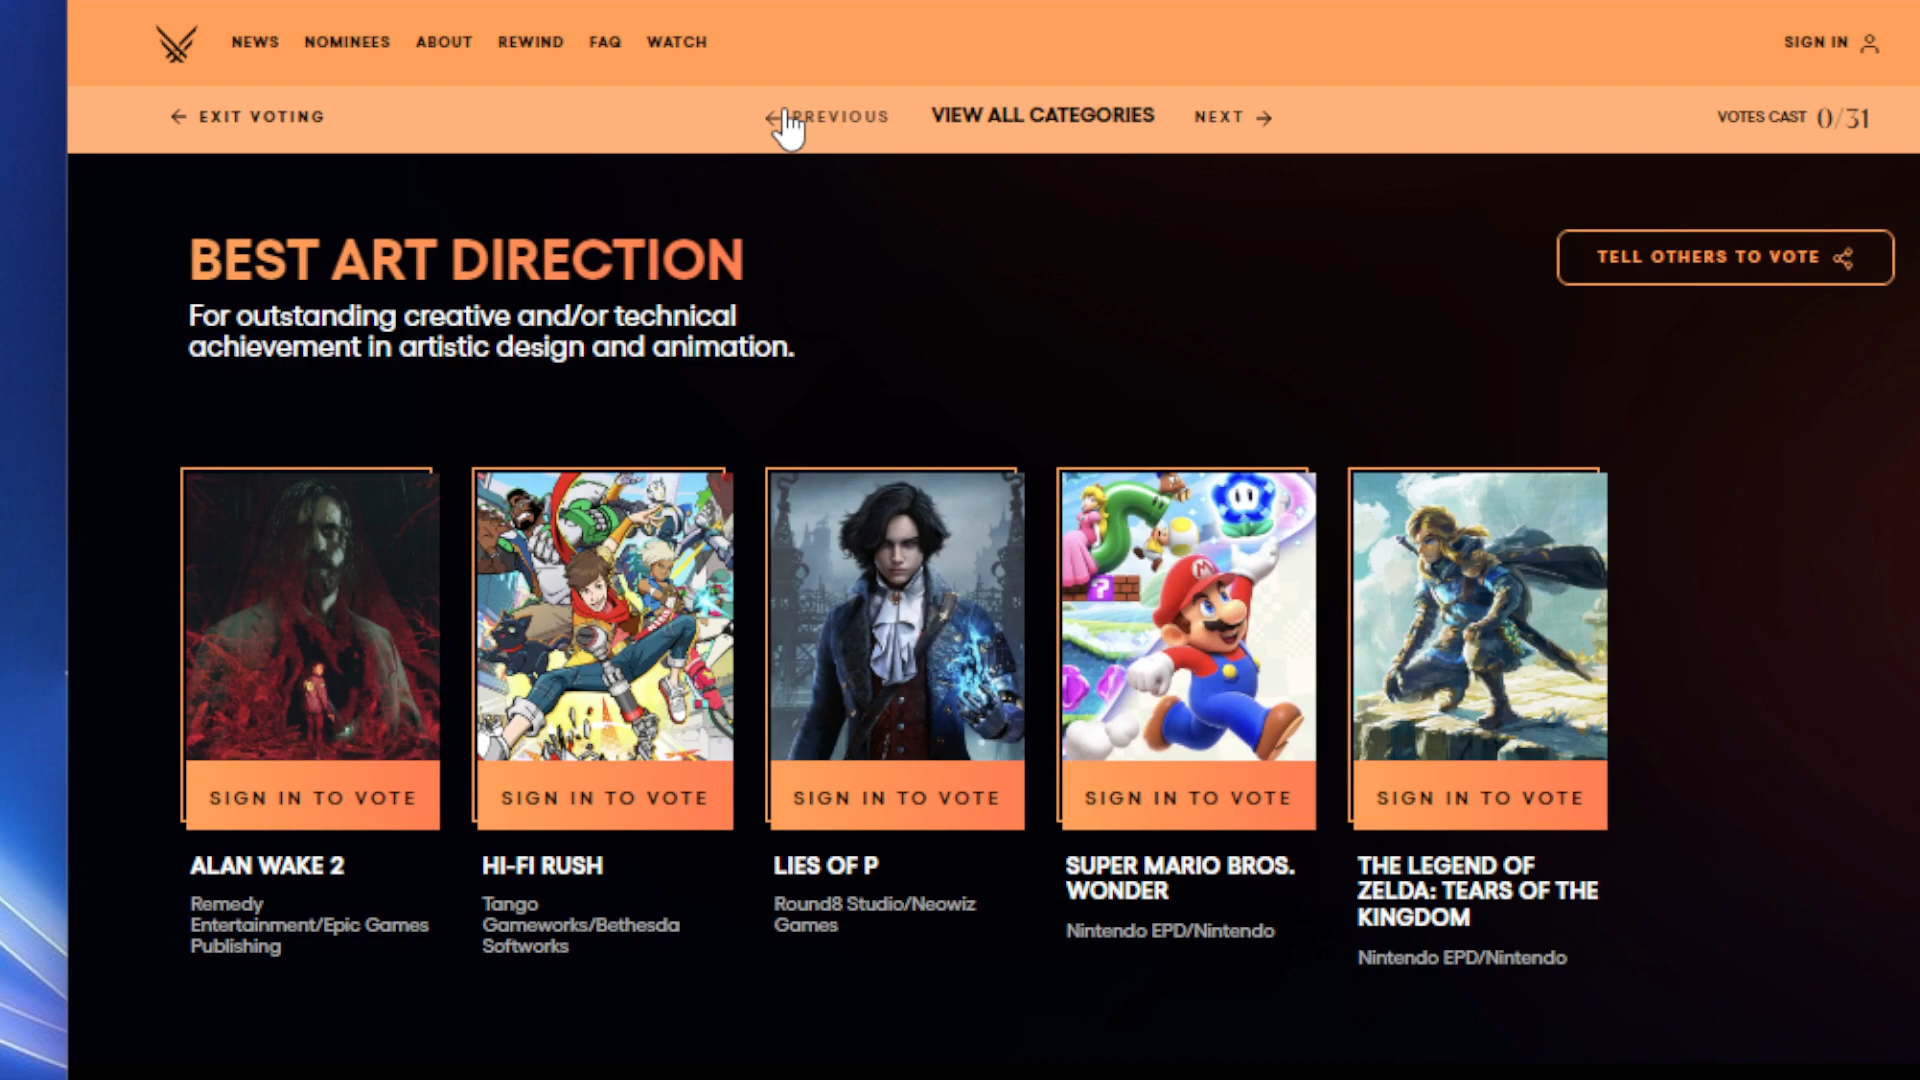 NEWS NOMINEES ABOUT REWIND FAQ WATCH SIGN IN
EXIT VOTING PREVIOUS VIEW ALL CATEGORIES NEXT VOTES CAST 0/31
BEST ART DIRECTION
TELL OTHERS TO VOTE
For outstanding creative and/or technical
achievement in artistic design and animation.
SIGN IN TO VOTE SIGN IN TO VOTE SIGN IN TO VOTE SIGN IN TO VOTE SIGN IN TO VOTE
ALAN WAKE 2
Remedy
Entertainment/Epic Games
Publishing
HI-FI RUSH
Tango
Gameworks/Bethesda
Softworks
LIES OF P
Round8 Studio/Neowiz
Games
SUPER MARIO BROS.
WONDER
Nintendo EPD/Nintendo
THE LEGEND OF
ZELDA: TEARS OF THE
KINGDOM
Nintendo EPD/Nintendo